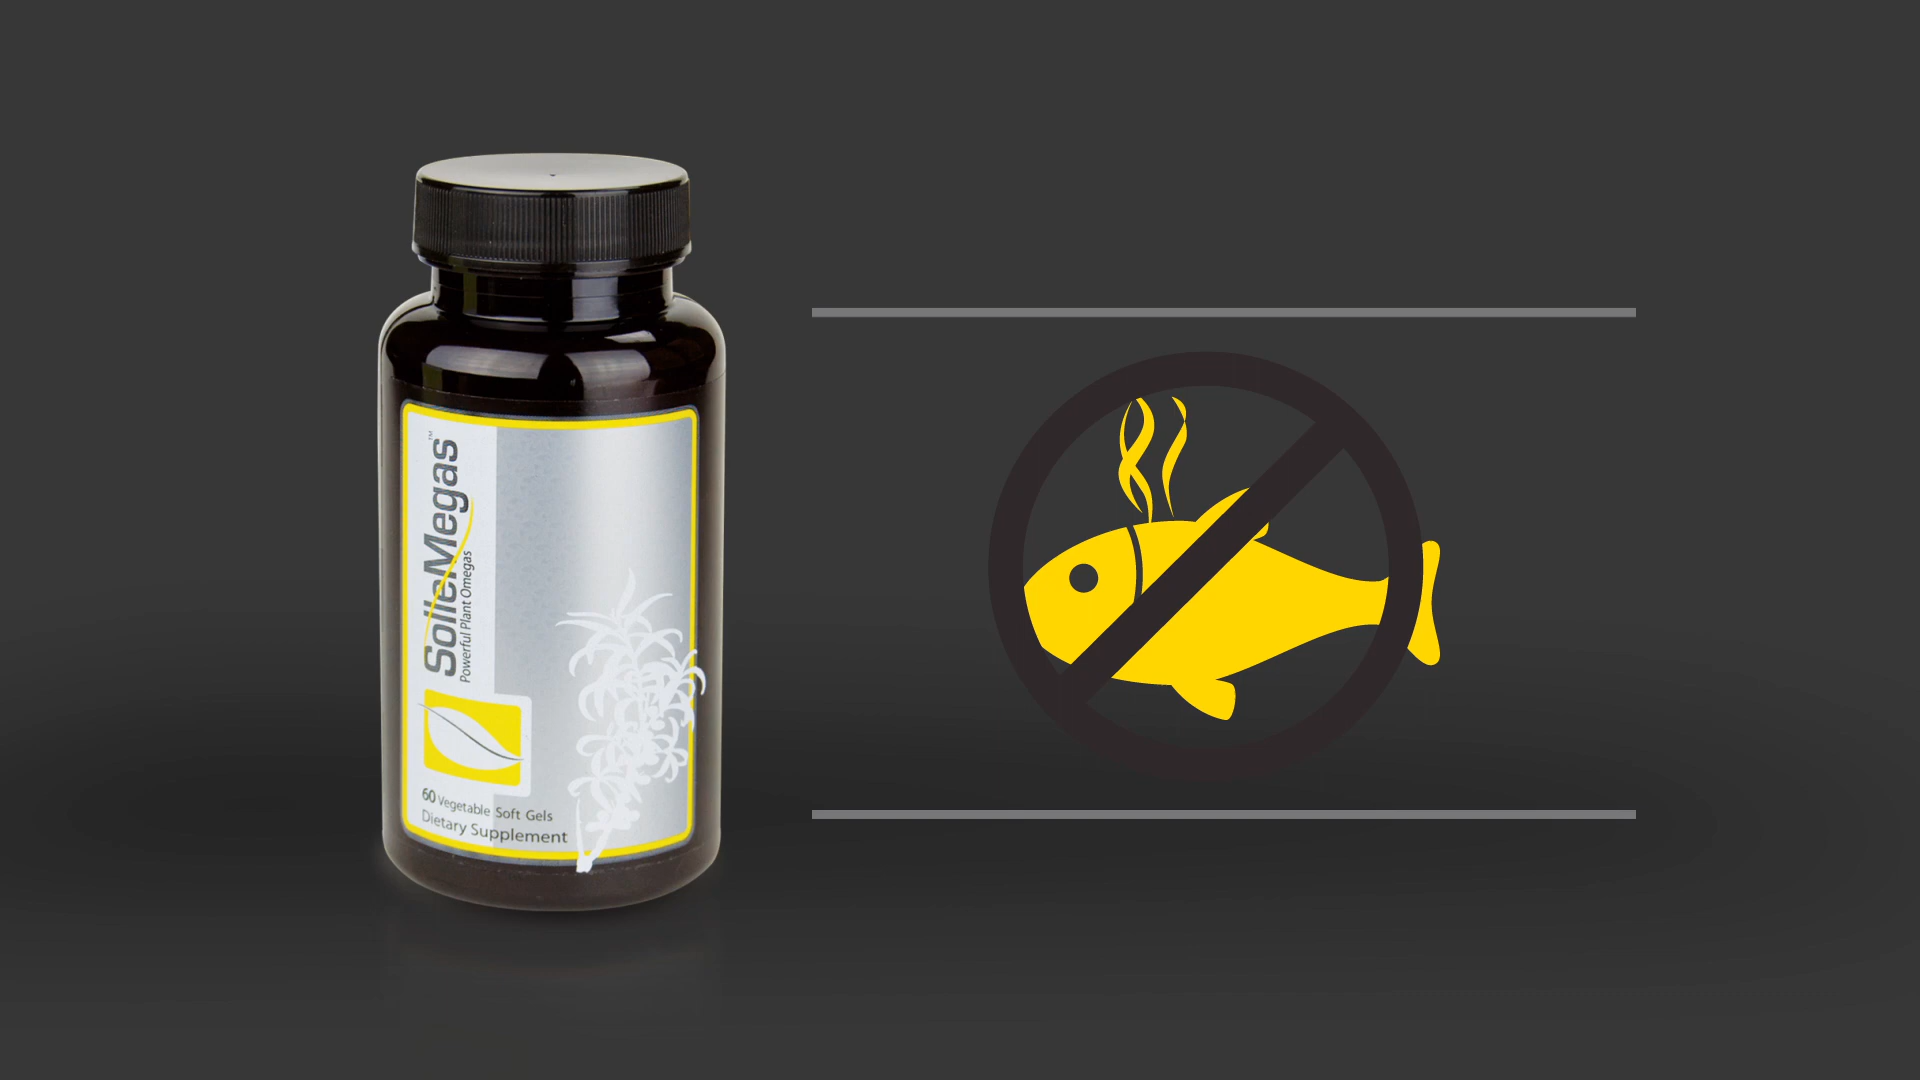 SolleMegas™
Powerful Plant Omegas
60 Vegetable Soft Gels
Dietary Supplement